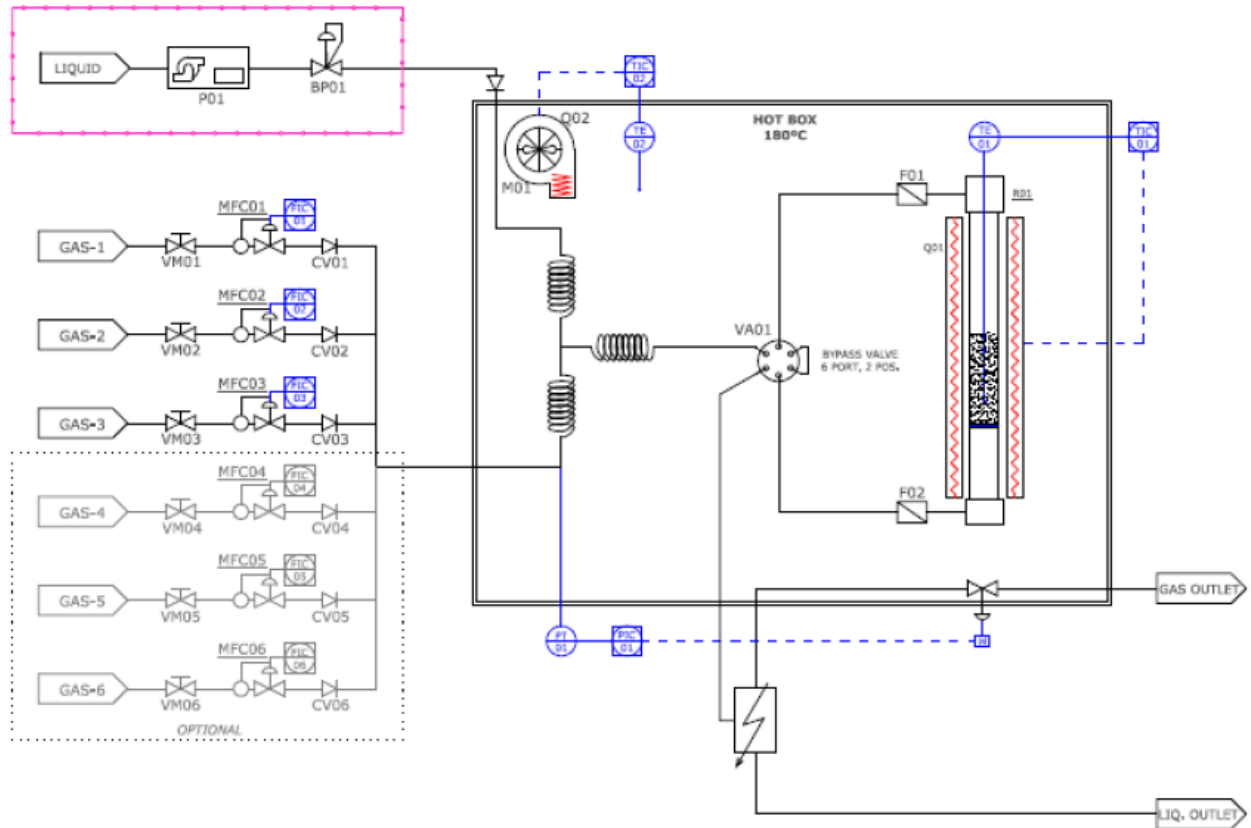 LIQUID
P01
BP01
TIC
02
Q02
TE
02
M01
HOT BOX
180ºC
TE
01
TIC
01
F01
R01
Q01
MFC01
FIC
01
GAS-1
VM01
CV01
MFC02
FIC
02
GAS-2
VM02
CV02
VA01
BYPASS VALVE
6 PORT, 2 POS.
MFC03
FIC
03
GAS-3
VM03
CV03
MFC04
FIC
04
GAS-4
VM04
CV04
F02
MFC05
FIC
05
GAS-5
VM05
CV05
GAS OUTLET
PT
01
PIC
01
M
MFC06
FIC
06
GAS-6
VM06
CV06
OPTIONAL
LIQ. OUTLET